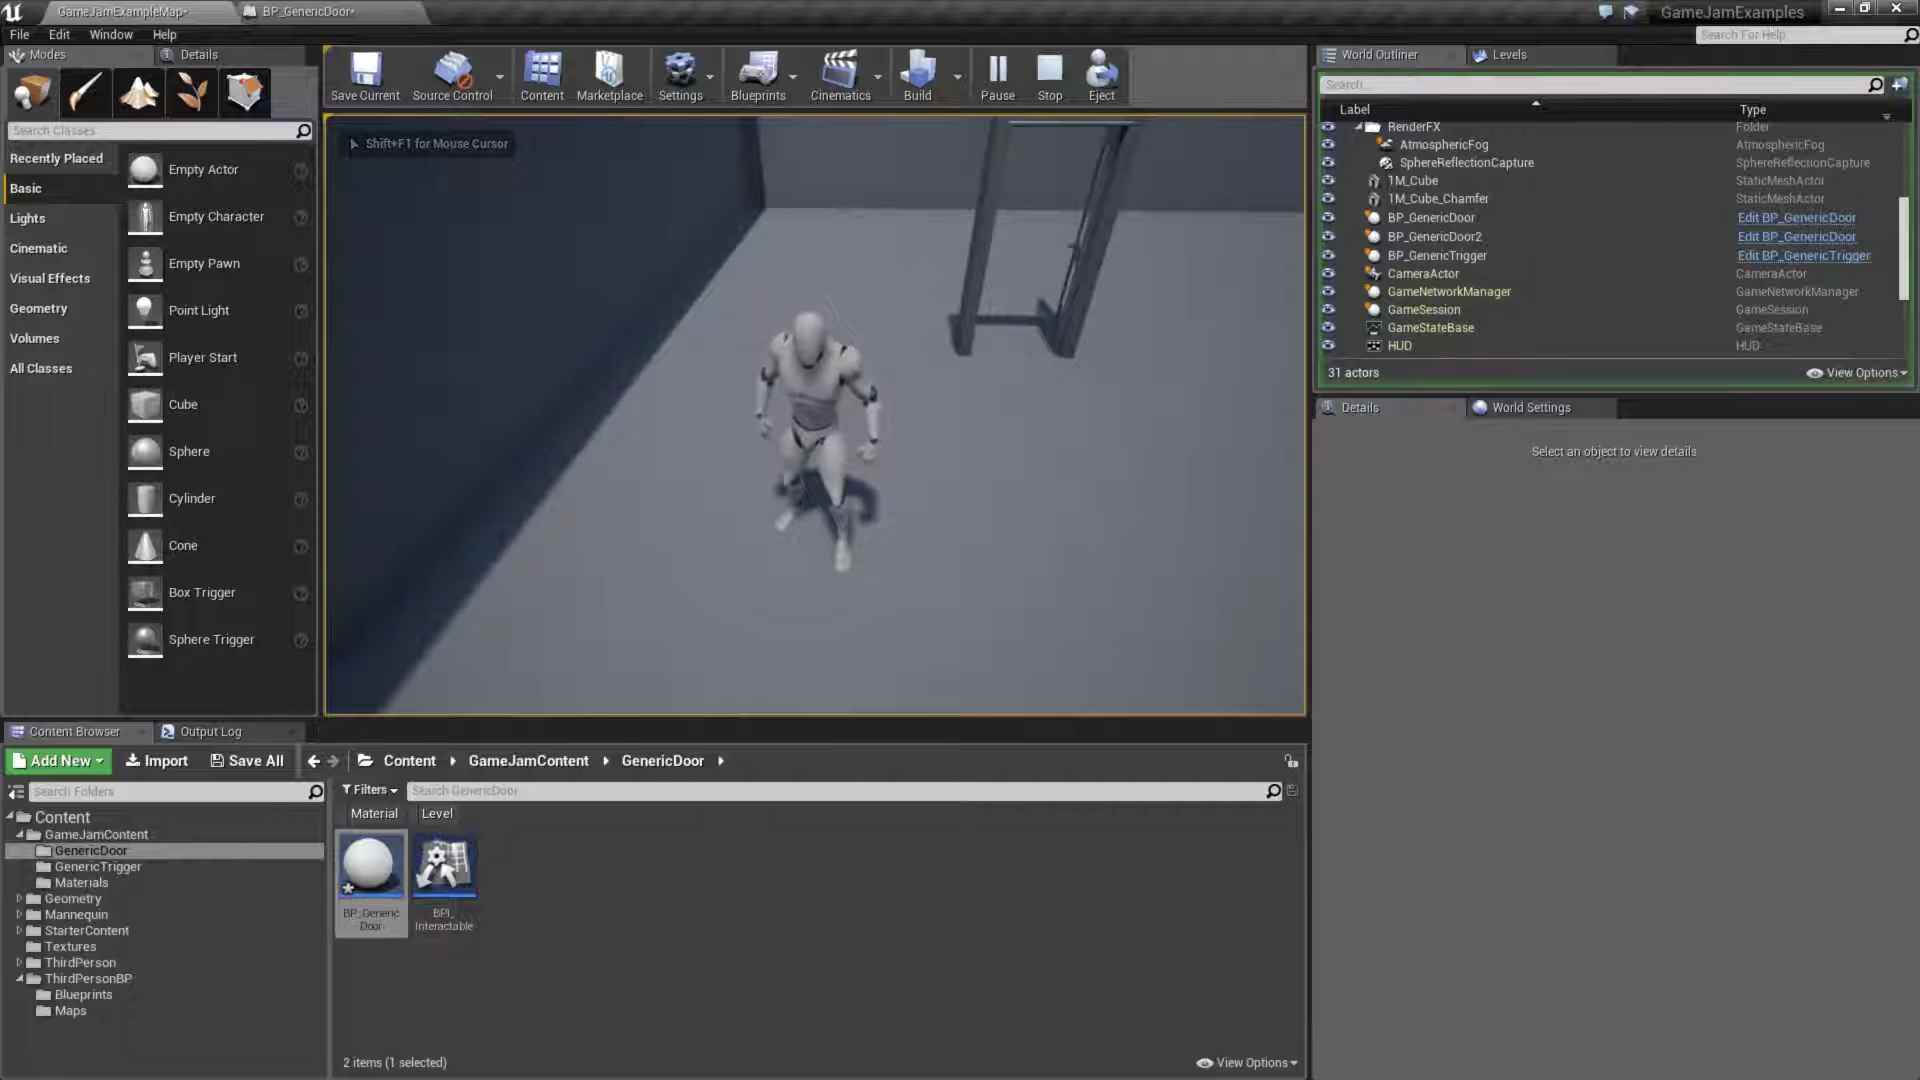 GameJamExampleMap*
BP_GenericDoor*
GameJamExamples
File Edit Window Help
Search For Help
Modes
Details
Save Current
Source Control
Content
Marketplace
Settings
Blueprints
Cinematics
Build
Pause
Stop
Eject
Search Classes
Recently Placed
Basic
Lights
Cinematic
Visual Effects
Geometry
Volumes
All Classes
Empty Actor
Empty Character
Empty Pawn
Point Light
Player Start
Cube
Sphere
Cylinder
Cone
Box Trigger
Sphere Trigger
Shift+F1 for Mouse Cursor
World Outliner
Levels
Search...
Label Type
RenderFX Folder
AtmosphericFog AtmosphericFog
SphereReflectionCapture SphereReflectionCapture
1M_Cube StaticMeshActor
1M_Cube_Chamfer StaticMeshActor
BP_GenericDoor Edit BP_GenericDoor
BP_GenericDoor2 Edit BP_GenericDoor
BP_GenericTrigger Edit BP_GenericTrigger
CameraActor CameraActor
GameNetworkManager GameNetworkManager
GameSession GameSession
GameStateBase GameStateBase
HUD HUD
31 actors
View Options
Details
World Settings
Select an object to view details
Content Browser
Output Log
Add New
Import
Save All
Content
GameJamContent
GenericDoor
Search Folders
Filters
Search GenericDoor
Material
Level
Content
GameJamContent
GenericDoor
GenericTrigger
Materials
Geometry
Mannequin
StarterContent
Textures
ThirdPerson
ThirdPersonBP
Blueprints
Maps
BP_Generic
Door
BPI_
Interactable
2 items (1 selected)
View Options